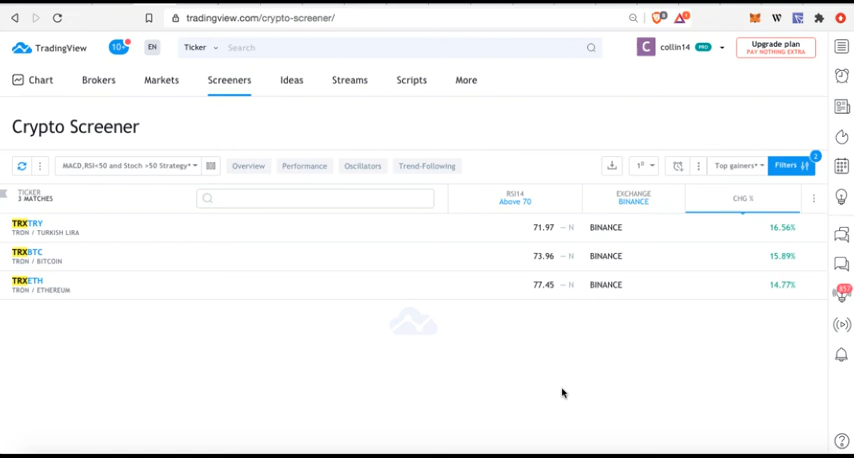 tradingview.com/crypto-screener/
TradingView 10+ EN Ticker Search C collin14 PRO Upgrade plan
PAY NOTHING EXTRA
Chart Brokers Markets Screeners Ideas Streams Scripts More
Crypto Screener
MACD,RSI<50 and Stoch >50 Strategy* Overview Performance Oscillators Trend-Following 1D Top gainers* Filters 2
TICKER
3 MATCHES
RSI14
Above 70
EXCHANGE
BINANCE
CHG %
TRXTRY 71.97 — N BINANCE 16.56%
TRON / TURKISH LIRA
TRXBTC 73.96 — N BINANCE 15.89%
TRON / BITCOIN
TRXETH 77.45 — N BINANCE 14.77%
TRON / ETHEREUM
857